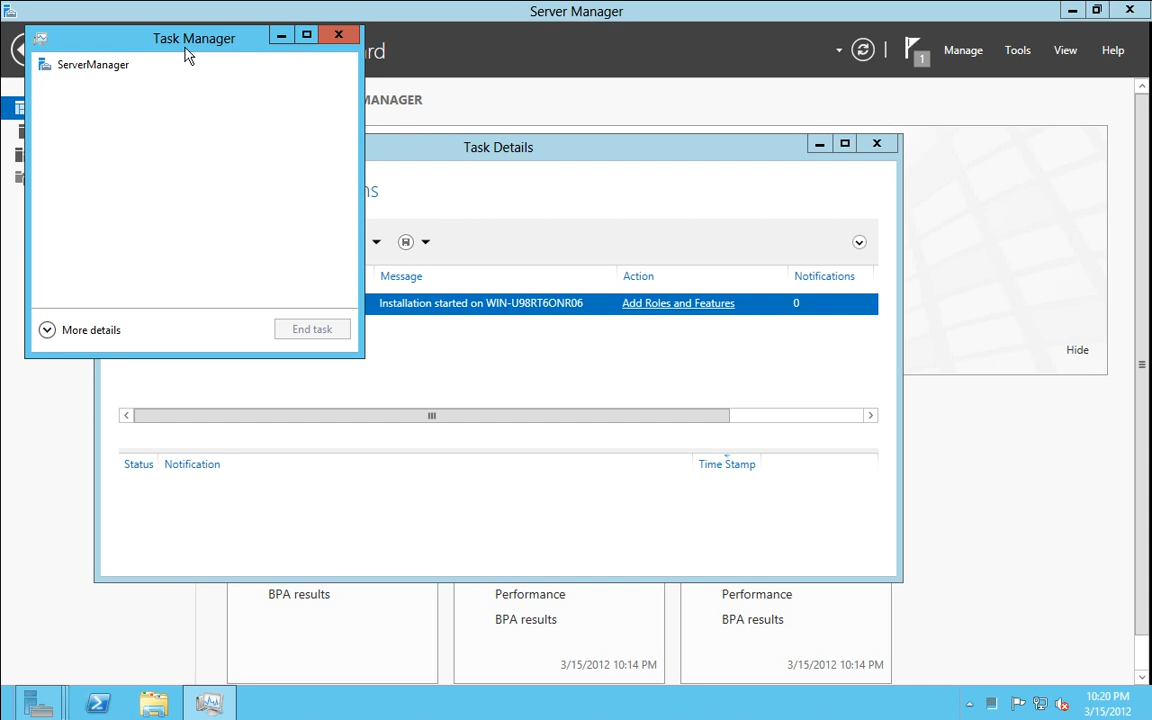 Server Manager
Task Manager
rd
1
Manage
Tools
View
Help
ServerManager
MANAGER
Task Details
ns
Message
Action
Notifications
Installation started on WIN-U98RT6ONR06
Add Roles and Features
0
More details
End task
Hide
Status
Notification
Time Stamp
BPA results
Performance
BPA results
3/15/2012 10:14 PM
Performance
BPA results
3/15/2012 10:14 PM
10:20 PM
3/15/2012